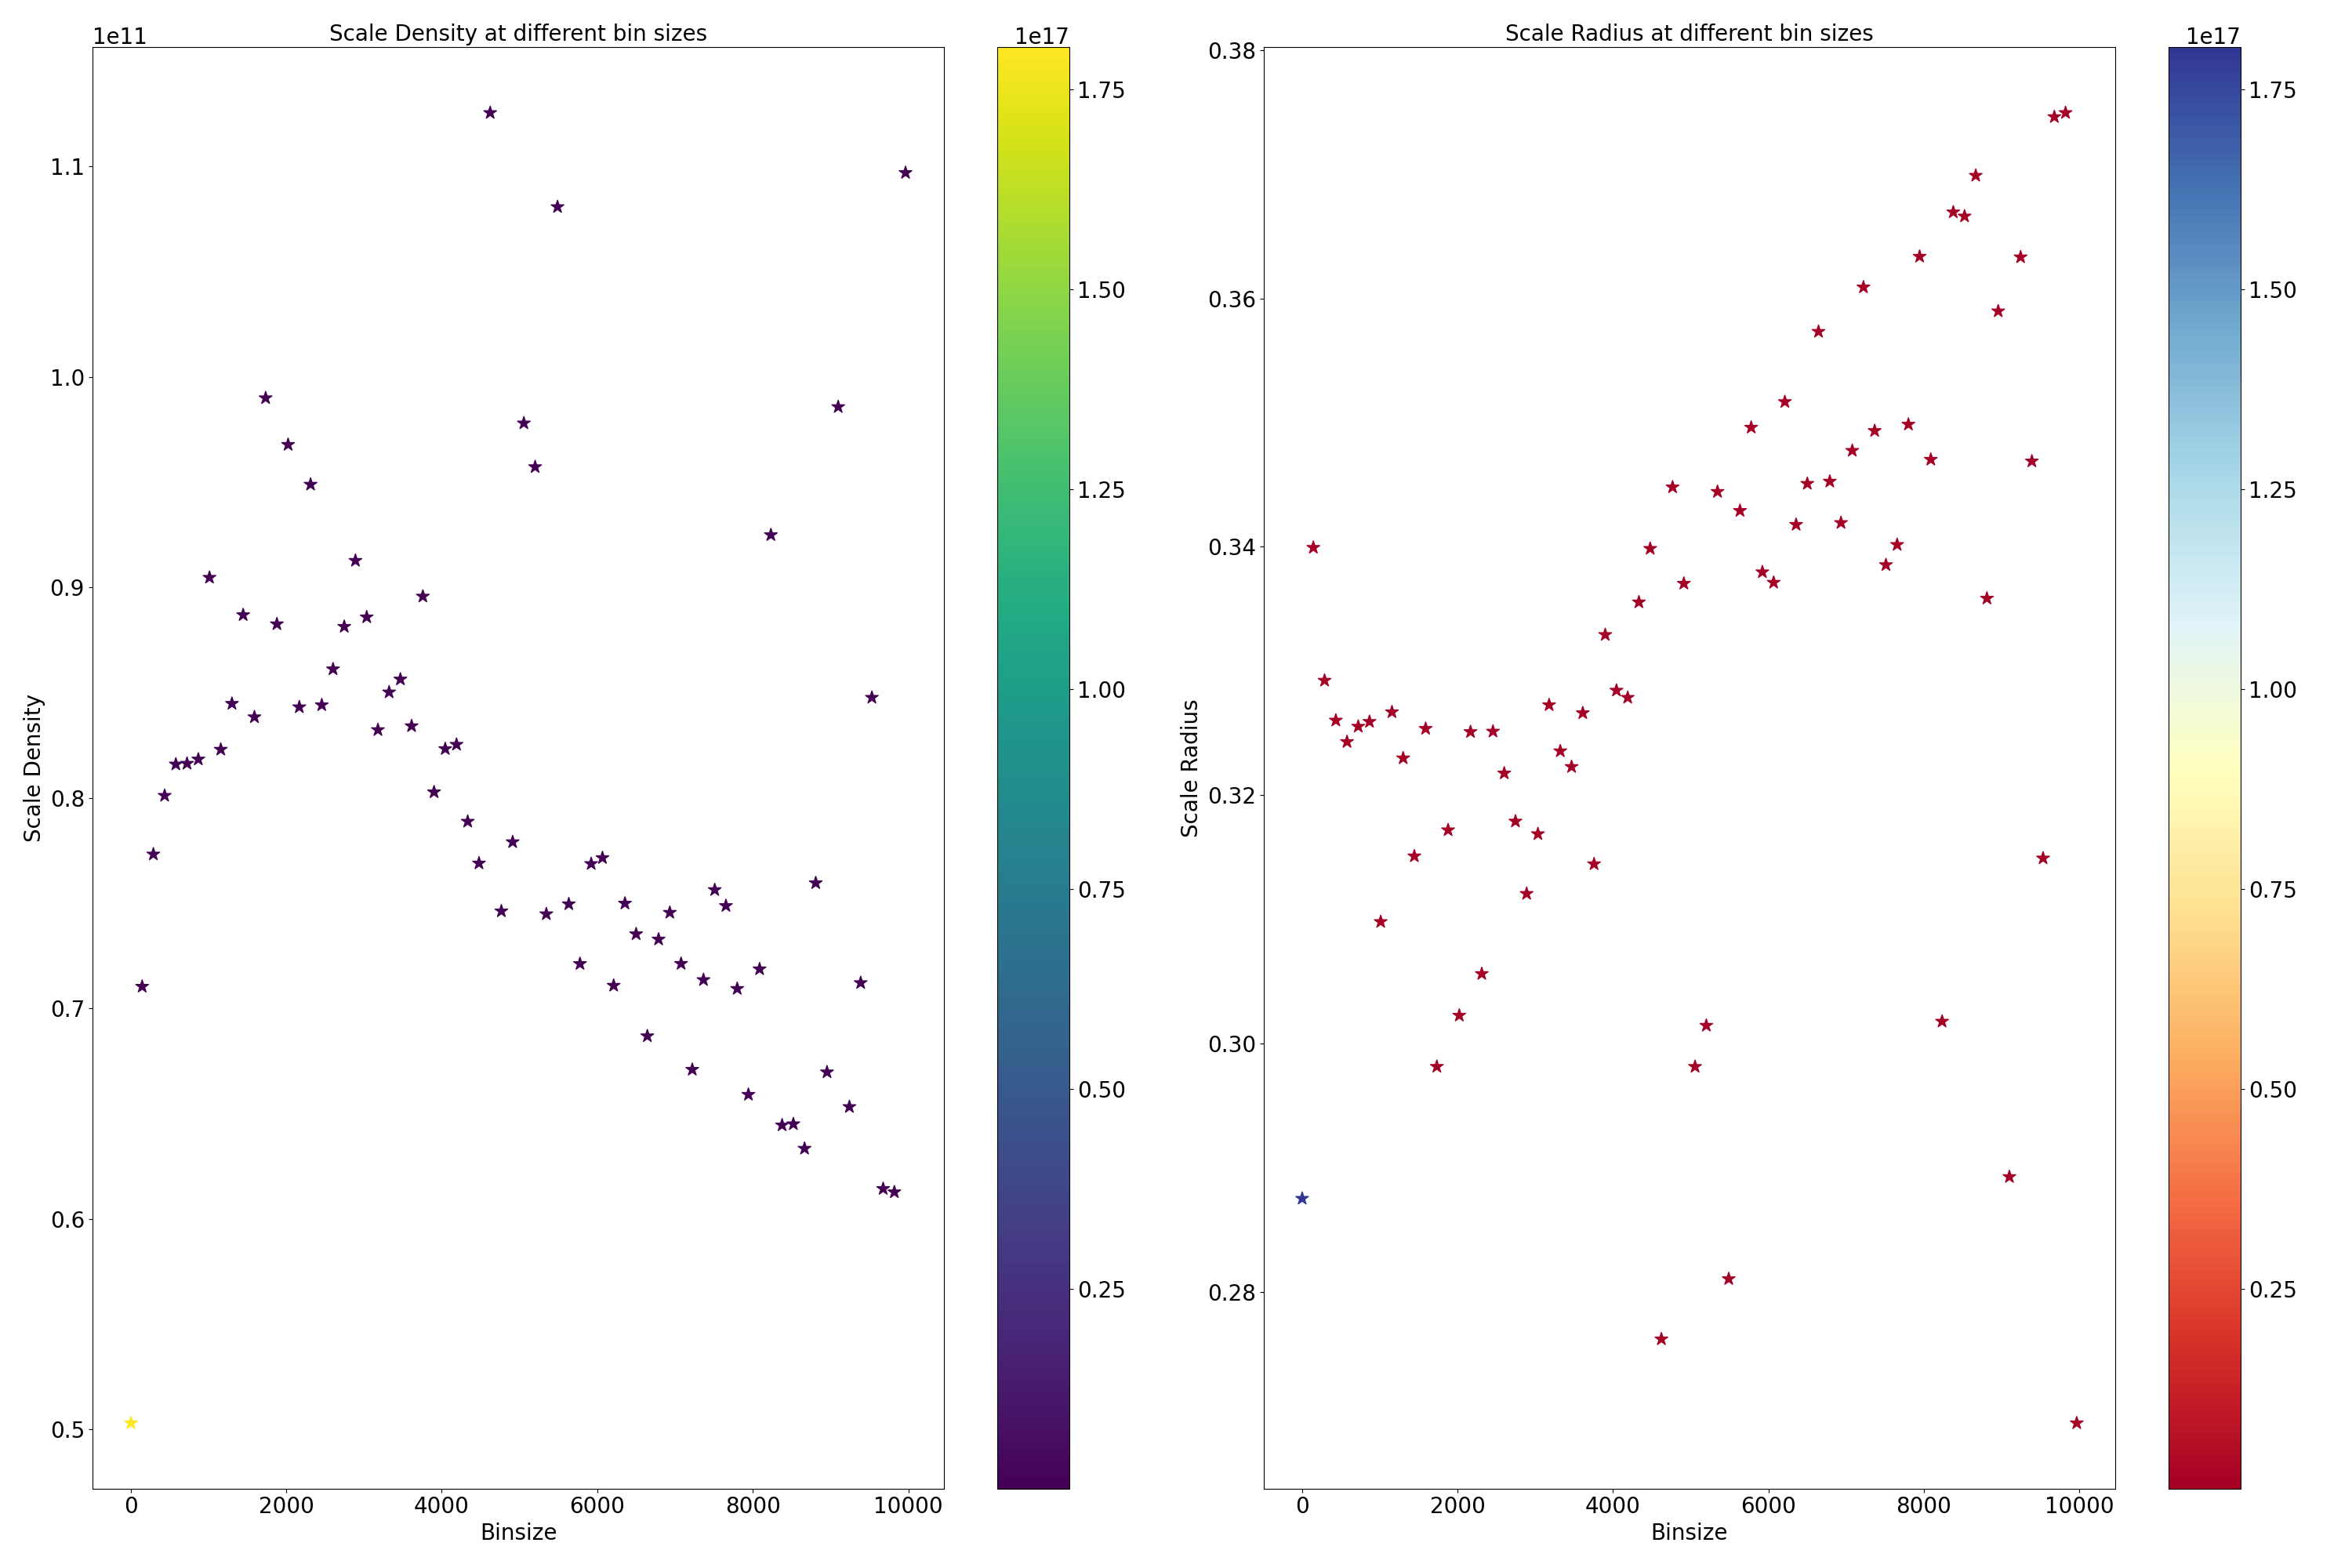 Scale Density at different bin sizes
1e11
1.1
1.0
0.9
0.8
0.7
0.6
0.5
Scale Density
0 2000 4000 6000 8000 10000
Binsize
1e17
1.75
1.50
1.25
1.00
0.75
0.50
0.25
Scale Radius at different bin sizes
0.38
0.36
0.34
0.32
0.30
0.28
Scale Radius
0 2000 4000 6000 8000 10000
Binsize
1e17
1.75
1.50
1.25
1.00
0.75
0.50
0.25